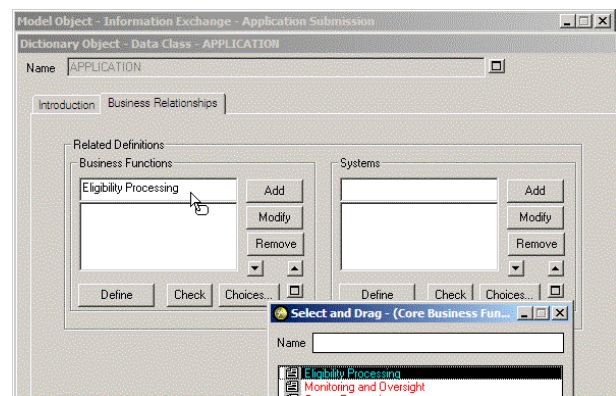 Model Object - Information Exchange - Application Submission
Dictionary Object - Data Class - APPLICATION
Name APPLICATION
Introduction Business Relationships
Related Definitions
Business Functions Systems
Eligibility Processing Add Add
Modify Modify
Remove Remove
Define Check Choices... Define Check Choices...
Select and Drag - (Core Business Fun...
Name
Eligibility Processing
Monitoring and Oversight